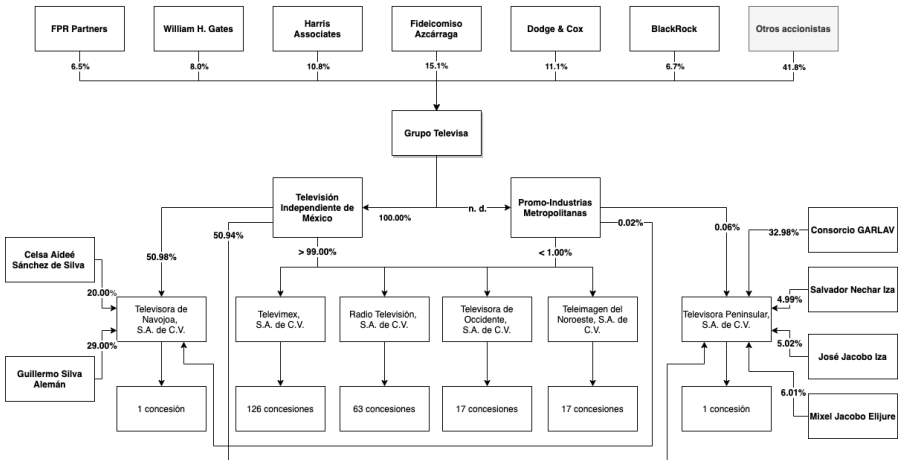 FPR Partners
William H. Gates
Harris
Associates
Fideicomiso
Azcárraga
Dodge & Cox
BlackRock
Otros accionistas
6.5%
8.0%
10.8%
15.1%
11.1%
6.7%
41.8%
Grupo Televisa
Televisión
Independiente de
México
100.00%
n. d.
Promo-Industrias
Metropolitanas
0.02%
0.06%
50.98%
50.94%
> 99.00%
< 1.00%
32.98%
Consorcio GARLAV
Celsa Aideé
Sánchez de Silva
20.00%
Televisora de
Navojoa,
S.A. de C.V.
Televimex,
S.A. de C.V.
Radio Televisión,
S.A. de C.V.
Televisora de
Occidente,
S.A. de C.V.
Teleimagen del
Noroeste, S.A. de
C.V.
Televisora Peninsular,
S.A. de C.V.
Salvador Nechar Iza
4.99%
29.00%
Guillermo Silva
Alemán
5.02%
José Jacobo Iza
1 concesión
126 concesiones
63 concesiones
17 concesiones
17 concesiones
1 concesión
6.01%
Mixel Jacobo Elijure